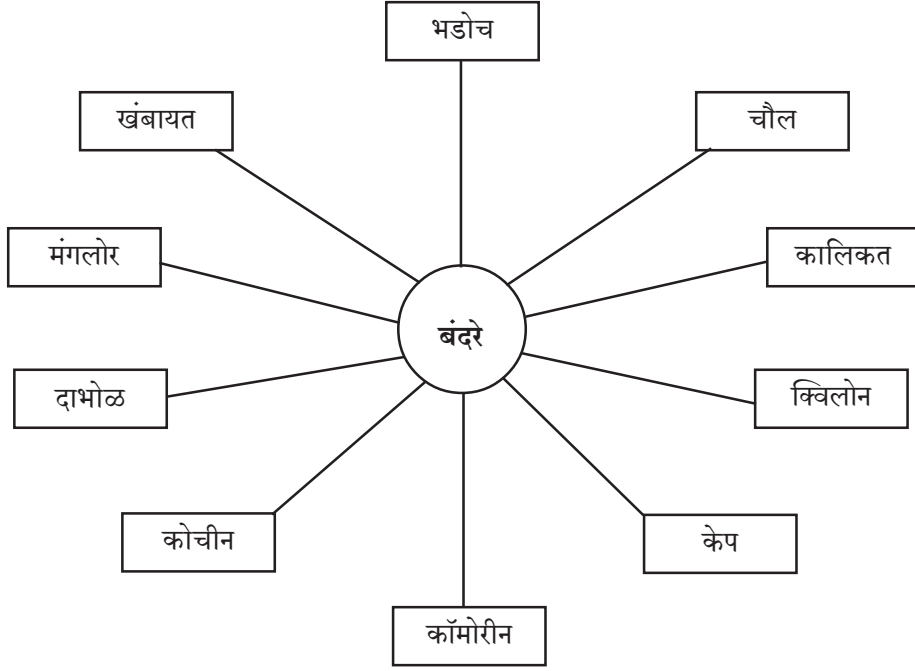 भडोच
खंबायत
चौल
मंगलोर
कालिकत
बंदरे
दाभोळ
क्विलोन
कोचीन
केप
कॉमोरीन